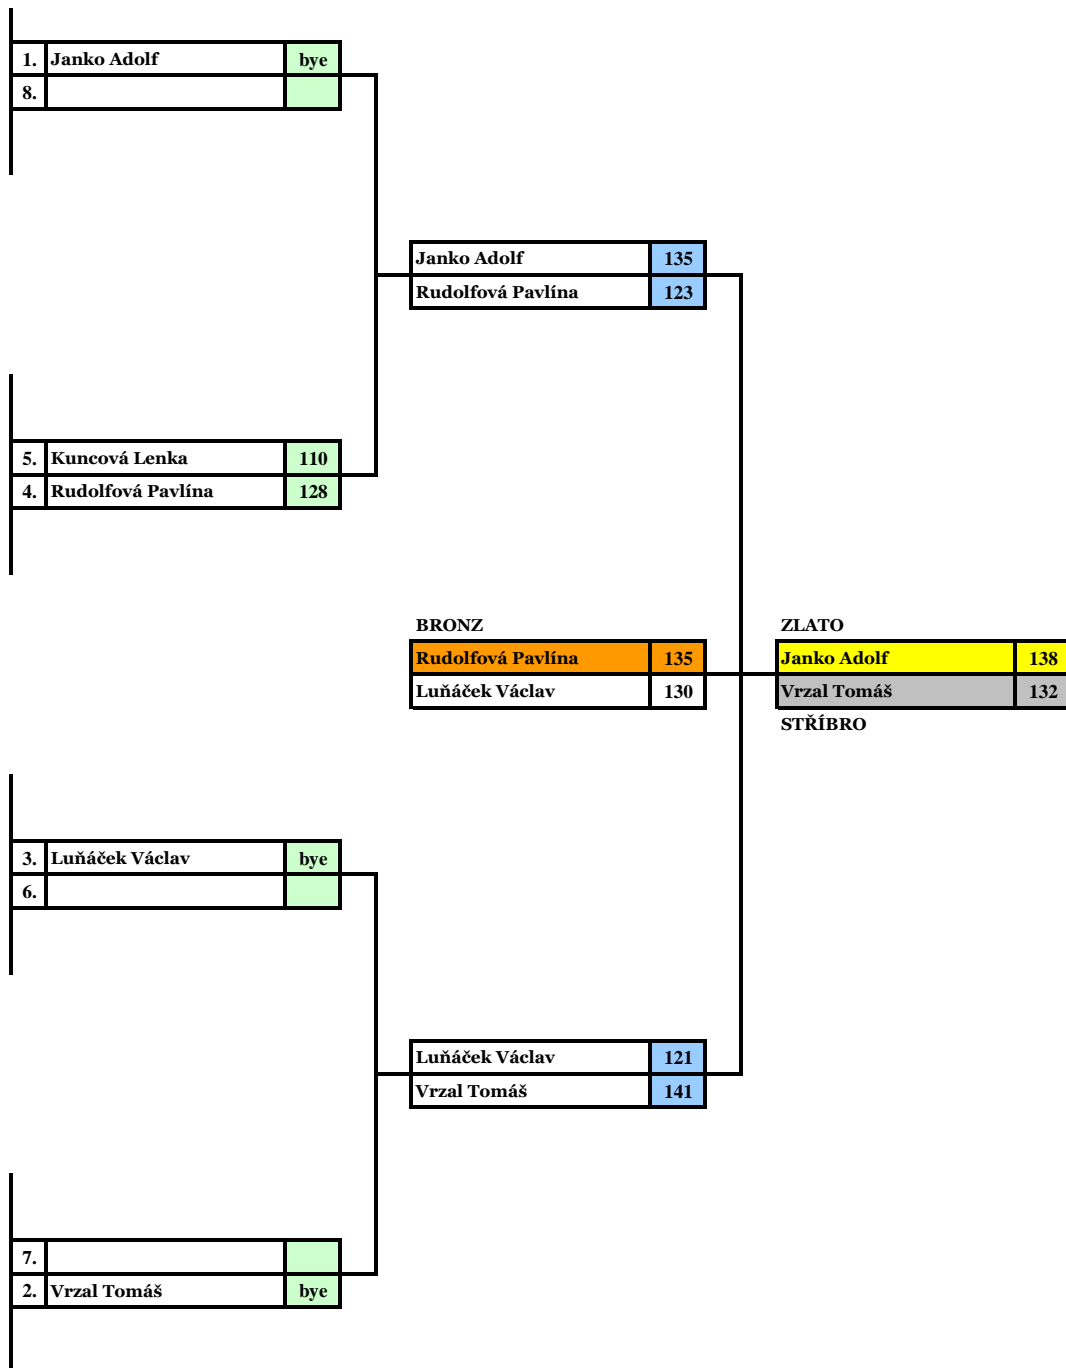 1. Janko Adolf bye
8.
Janko Adolf 135
Rudolfová Pavlína 123
5. Kuncová Lenka 110
4. Rudolfová Pavlína 128
BRONZ ZLATO
Rudolfová Pavlína 135 Janko Adolf 138
Luňáček Václav 130 Vrzal Tomáš 132
STŘÍBRO
3. Luňáček Václav bye
6.
Luňáček Václav 121
Vrzal Tomáš 141
7.
2. Vrzal Tomáš bye